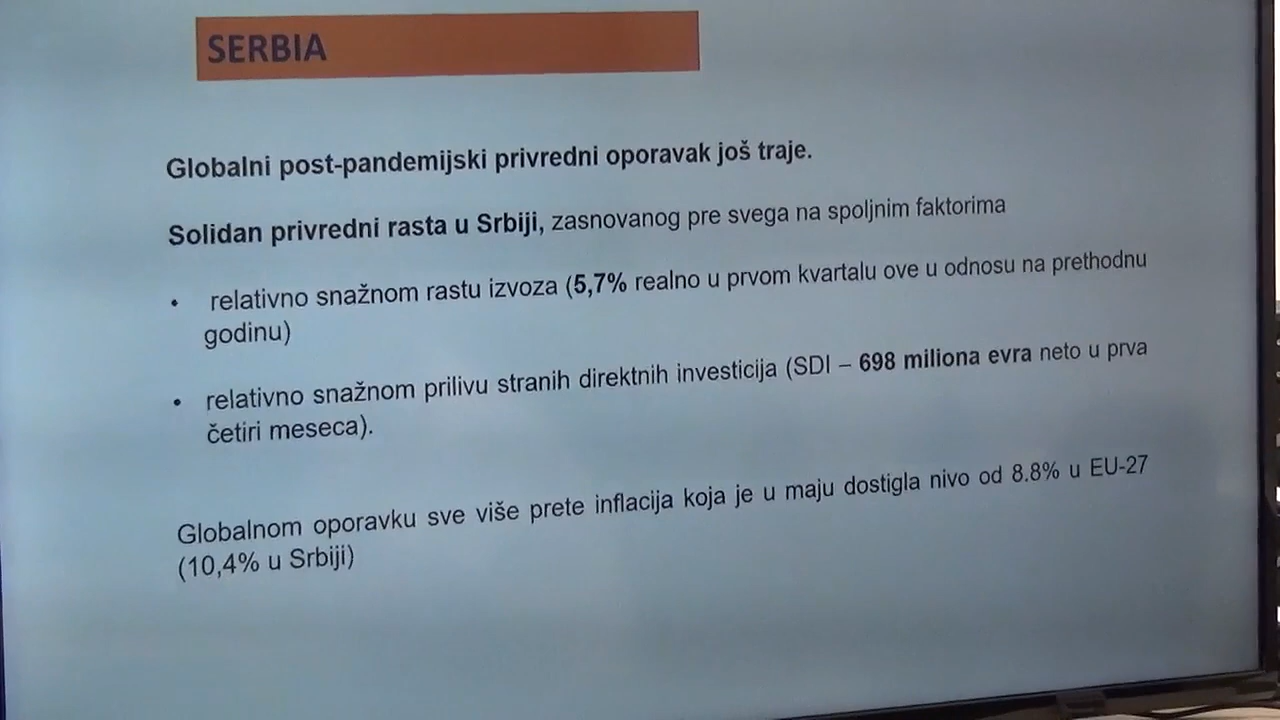 SERBIA
Globalni post-pandemijski privredni oporavak još traje.
Solidan privredni rasta u Srbiji, zasnovanog pre svega na spoljnim faktorima
• relativno snažnom rastu izvoza (5,7% realno u prvom kvartalu ove u odnosu na prethodnu
godinu)
• relativno snažnom prilivu stranih direktnih investicija (SDI – 698 miliona evra neto u prva
četiri meseca).
Globalnom oporavku sve više prete inflacija koja je u maju dostigla nivo od 8.8% u EU-27
(10,4% u Srbiji)